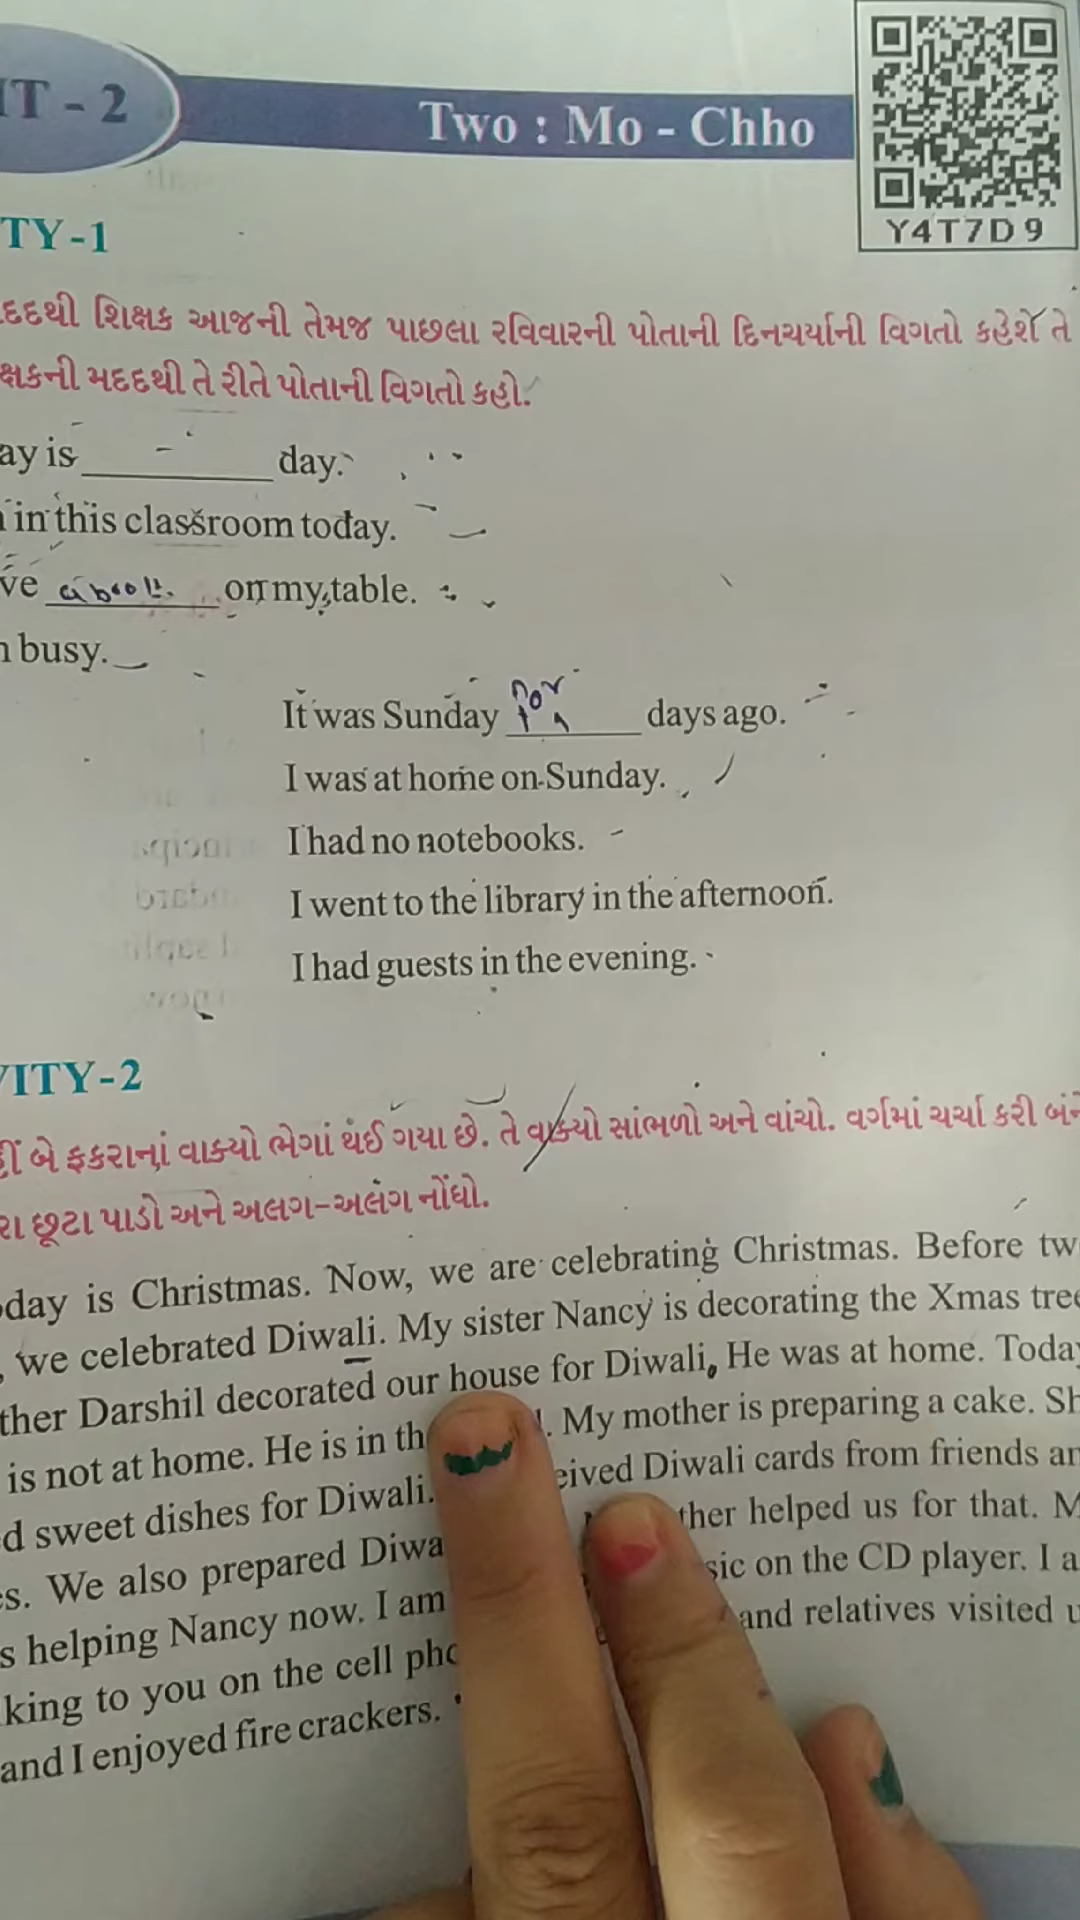 IT - 2
Two : Mo - Chho
Y4T7D9
TY-1
દદથી શિક્ષક આજની તેમજ પાછલા રવિવારની પોતાની દિનચર્યાની વિગતો કહેશે તે
ક્ષકની મદદથી તે રીતે પોતાની વિગતો કહો.
ay is ________ day.
in this classroom today.
ve ________ on my table.
busy.
It was Sunday for days ago.
I was at home on Sunday.
I had no notebooks.
I went to the library in the afternoon.
I had guests in the evening.
VITY-2
બે ફકરાનાં વાક્યો ભેગાં થઈ ગયા છે. તે વાક્યો સાંભળો અને વાંચો. વર્ગમાં ચર્ચા કરી બંને
રા છૂટા પાડો અને અલગ-અલગ નોંધો.
day is Christmas. Now, we are celebrating Christmas. Before tw
we celebrated Diwali. My sister Nancy is decorating the Xmas tree
ther Darshil decorated our house for Diwali, He was at home. Today
is not at home. He is in th . My mother is preparing a cake. Sh
d sweet dishes for Diwali. eived Diwali cards from friends an
s. We also prepared Diwa ther helped us for that. M
s helping Nancy now. I am sic on the CD player. I a
king to you on the cell pho and relatives visited u
and I enjoyed fire crackers.